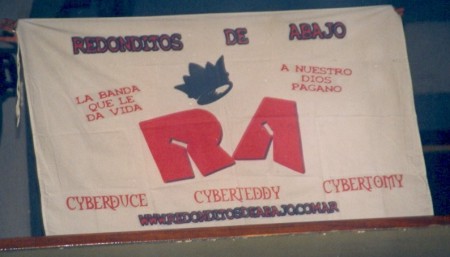 REDONDITOS DE ABAJO
LA BANDA
QUE LE
DA VIDA
A NUESTRO
DIOS
PAGANO
RA
CYBERDUCE CYBERTEDDY CYBERTOMY
WWW.REDONDITOSDEABAJO.COM.AR